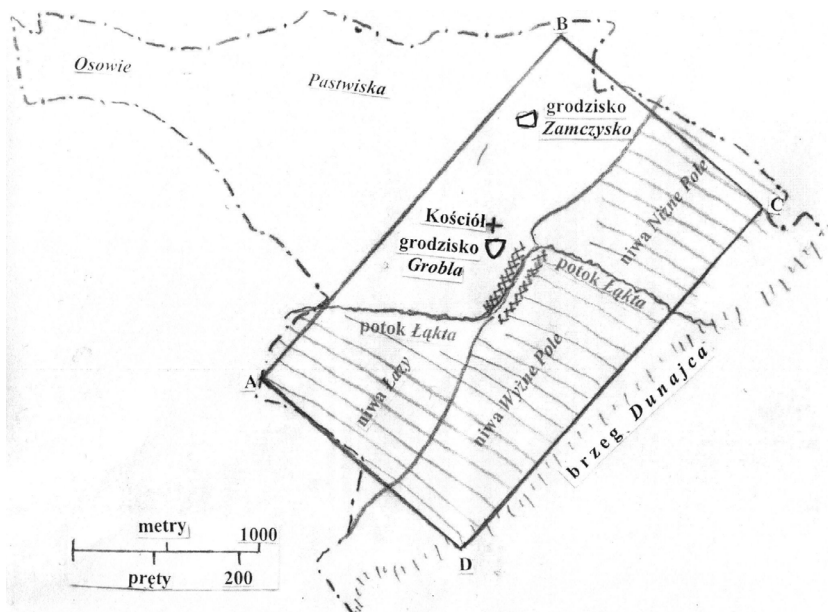 B
Osowie
Pastwiska
grodzisko
Zamczysko
niwa Niżne Pole
C
Kościół
grodzisko
Grobla
potok Łąkta
potok Łąkta
A
niwa Łazy
niwa Wyżne Pole
brzeg Dunajca
metry
1000
pręty
200
D